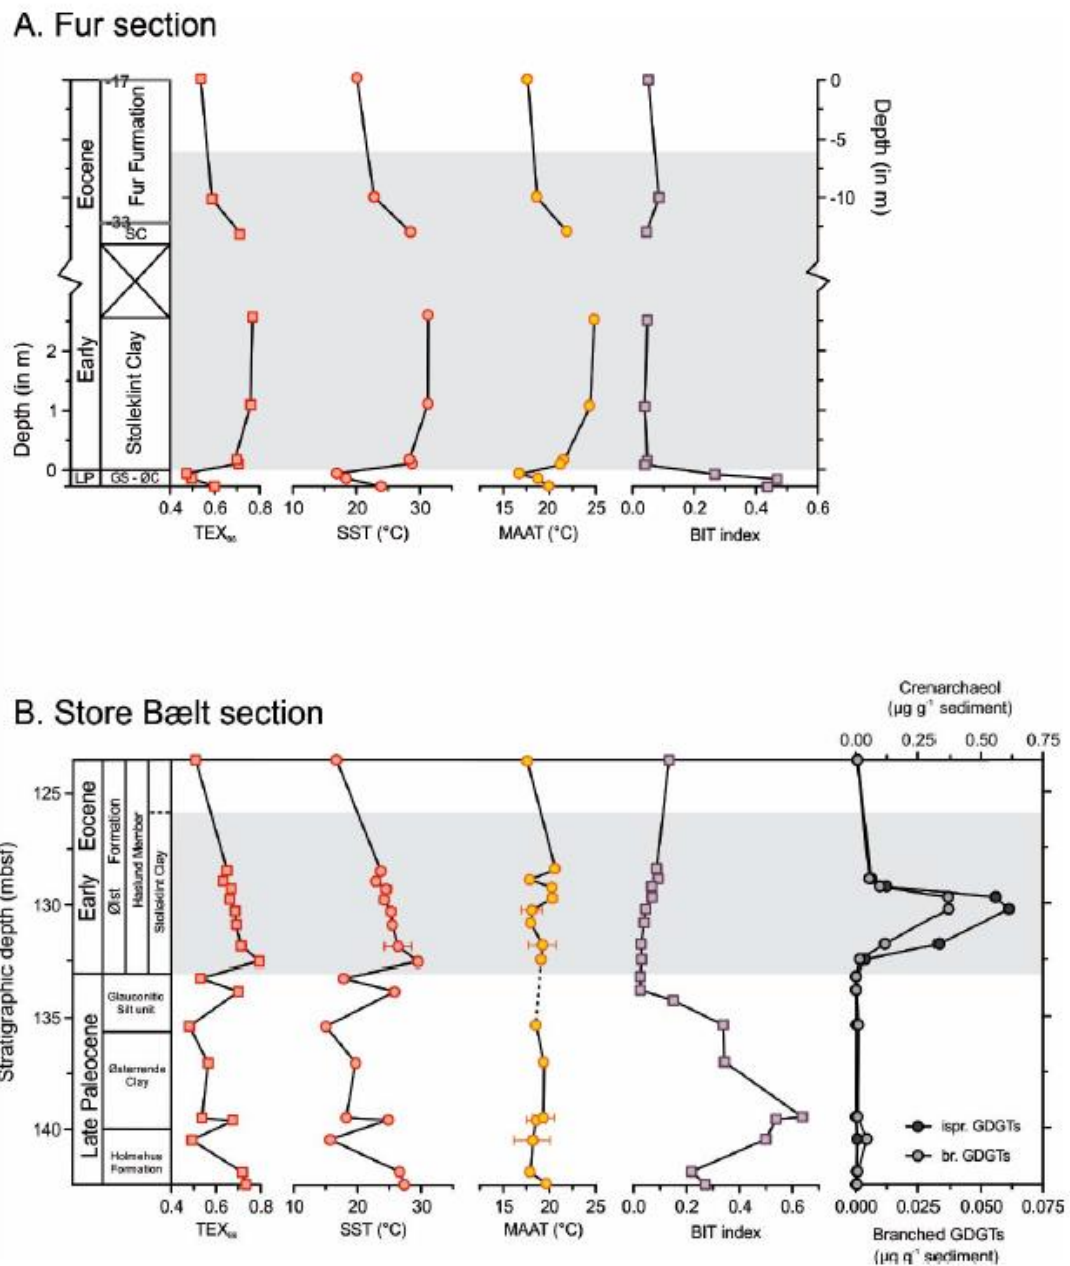 A. Fur section
Eocene
Early
LP
Fur Furmation
-17
-33
SC
Stolleklint Clay
GS - ØC
Depth (in m)
2
1
0
0
-5
-10
Depth (in m)
0.4 0.6 0.8
TEX₈₆
10 20 30
SST (°C)
15 20 25
MAAT (°C)
0.0 0.2 0.4 0.6
BIT index
B. Store Bælt section
Crenarchaeol
(µg g⁻¹ sediment)
0.00 0.25 0.50 0.75
Stratigraphic depth (mbsf)
125
130
135
140
Early Eocene
Late Paleocene
Ølst Formation
Haslund Member
Stolleklint Clay
Glauconitic
Silt unit
Østerrende
Clay
Holmehus
Formation
ispr. GDGTs
br. GDGTs
0.4 0.6 0.8
TEX₈₆
10 20 30
SST (°C)
15 20 25
MAAT (°C)
0.0 0.2 0.4 0.6
BIT index
0.000 0.025 0.050 0.075
Branched GDGTs
(µg g⁻¹ sediment)